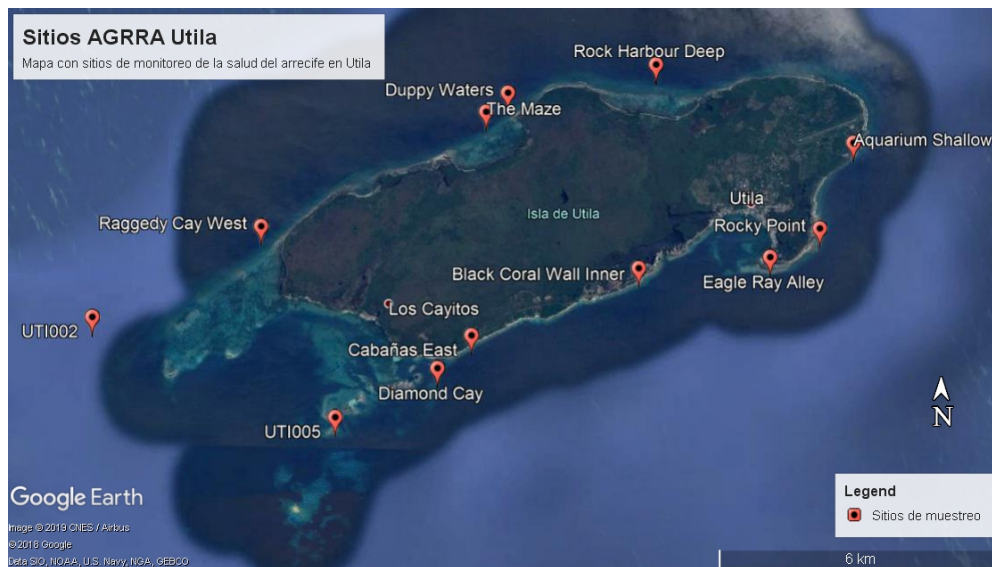 Sitios AGRRA Utila
Mapa con sitios de monitoreo de la salud del arrecife en Utila
Rock Harbour Deep
Duppy Waters
The Maze
Aquarium Shallow
Utila
Isla de Utila
Raggedy Cay West
Rocky Point
Black Coral Wall Inner
Eagle Ray Alley
Los Cayitos
UTI002
Cabañas East
Diamond Cay
UTI005
N
Google Earth
Legend
Sitios de muestreo
Image © 2019 CNES / Airbus
©2018 Google
Data SIO, NOAA, U.S. Navy, NGA, GEBCO
6 km